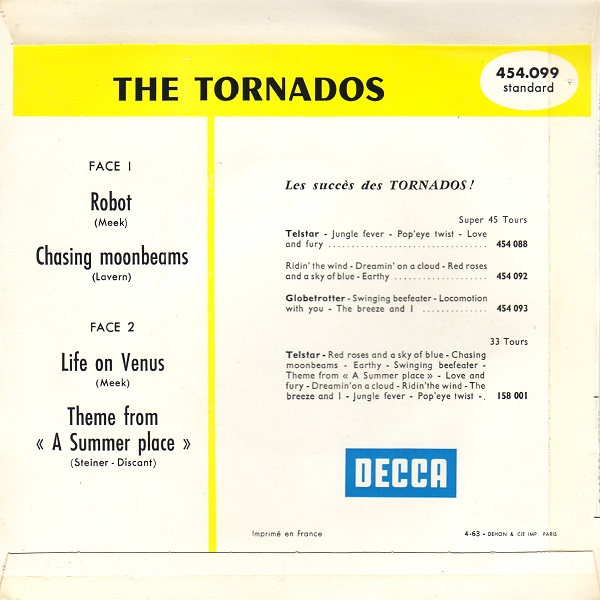 THE TORNADOS
454.099
standard
FACE 1
Robot
(Meek)
Chasing moonbeams
(Lavern)
FACE 2
Life on Venus
(Meek)
Theme from
« A Summer place »
(Steiner - Discant)
Les succès des TORNADOS !
Super 45 Tours
Telstar - Jungle fever - Pop'eye twist - Love
and fury ........................... 454 088
Ridin' the wind - Dreamin' on a cloud - Red roses
and a sky of blue - Earthy ................ 454 092
Globetrotter - Swinging beefeater - Locomotion
with you - The breeze and I ............. 454 093
33 Tours
Telstar - Red roses and a sky of blue - Chasing
moonbeams - Earthy - Swinging beefeater -
Theme from « A Summer place » - Love and
fury - Dreamin' on a cloud - Ridin' the wind - The
breeze and I - Jungle fever - Pop'eye twist -. 158 001
DECCA
Imprimé en France
4-63 - DEHON & CIE IMP. PARIS